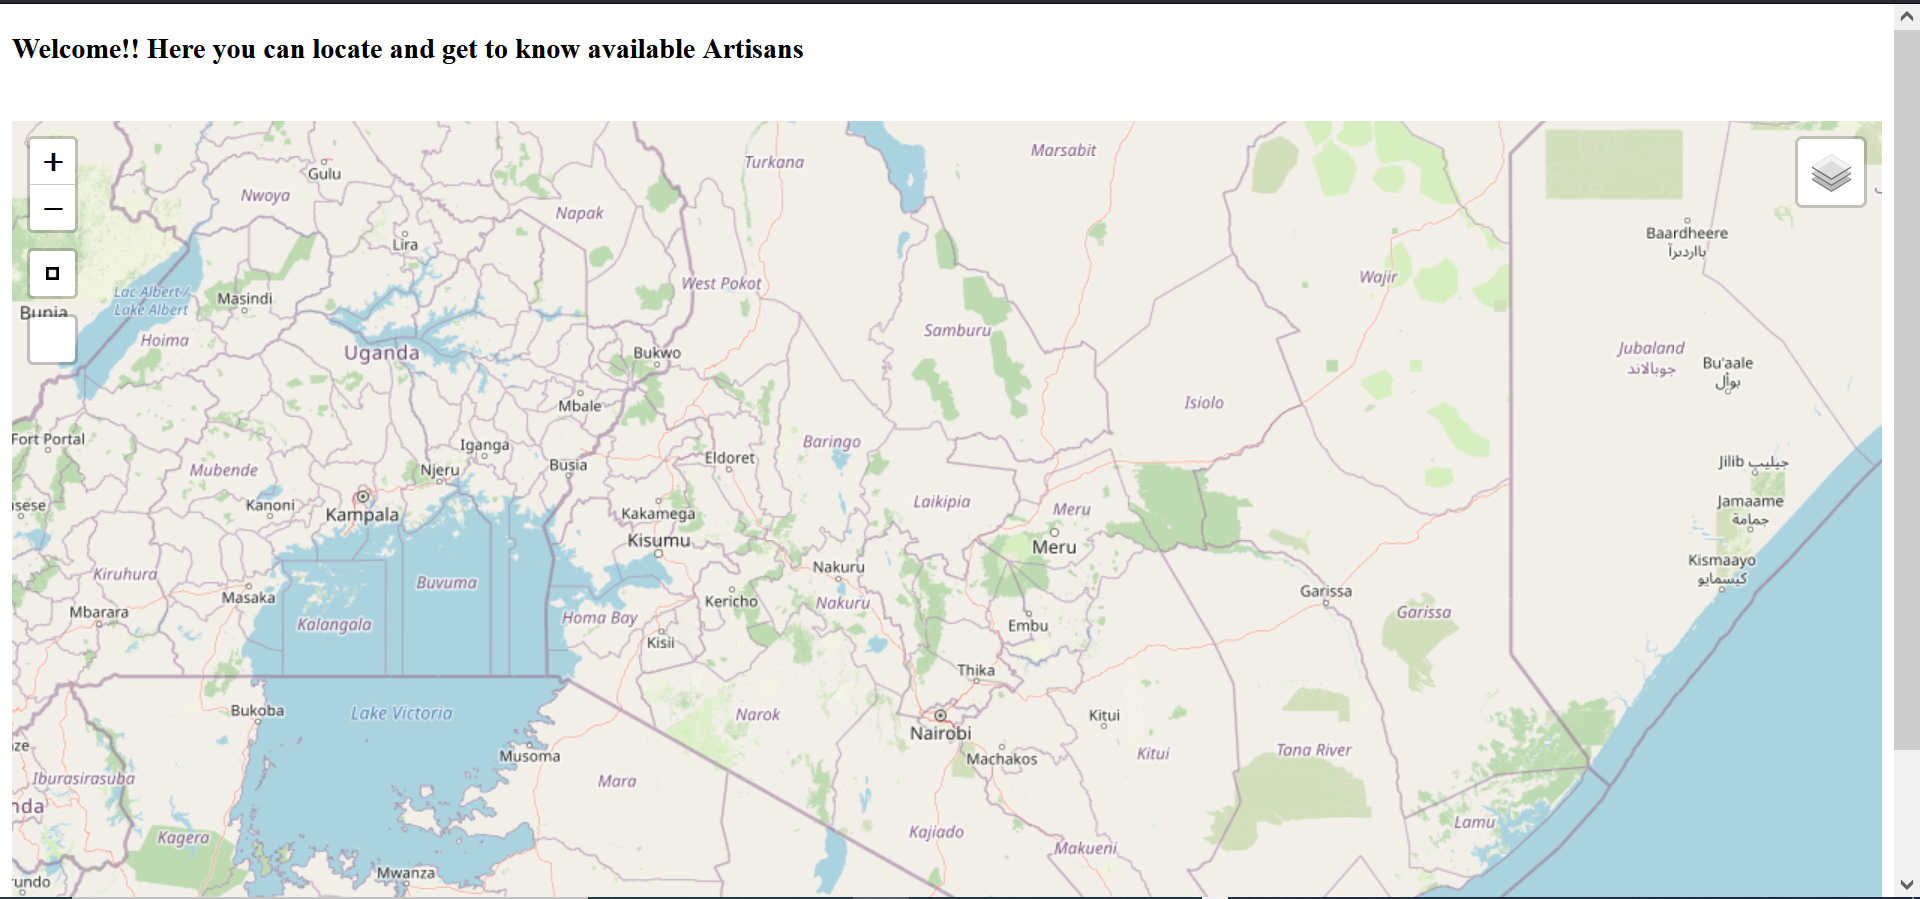 Welcome!! Here you can locate and get to know available Artisans
+
−
Gulu
Nwoya
Napak
Turkana
Marsabit
Lira
Baardheere
بااردىرآ
Lac Albert /
Lake Albert
Masindi
West Pokot
Wajir
Bunia
Hoima
Uganda
Bukwo
Samburu
Jubaland
جوبالاند
Bu'aale
بوأل
Mbale
Isiolo
Fort Portal
Mubende
Iganga
Njeru
Busia
Eldoret
Baringo
Jilib جيليب
Kanoni
Kampala
Kakamega
Laikipia
Meru
Jamaame
جمامة
Kisumu
Meru
Kismaayo
كيسمايو
Kiruhura
Buvuma
Nakuru
Masaka
Kericho
Nakuru
Garissa
Mbarara
Kalangala
Homa Bay
Kisii
Embu
Garissa
Thika
Bukoba
Lake Victoria
Narok
Nairobi
Kitui
Musoma
Machakos
Kitui
Tana River
Iburasirasuba
Mara
Kagera
Kajiado
Makueni
Lamu
Mwanza